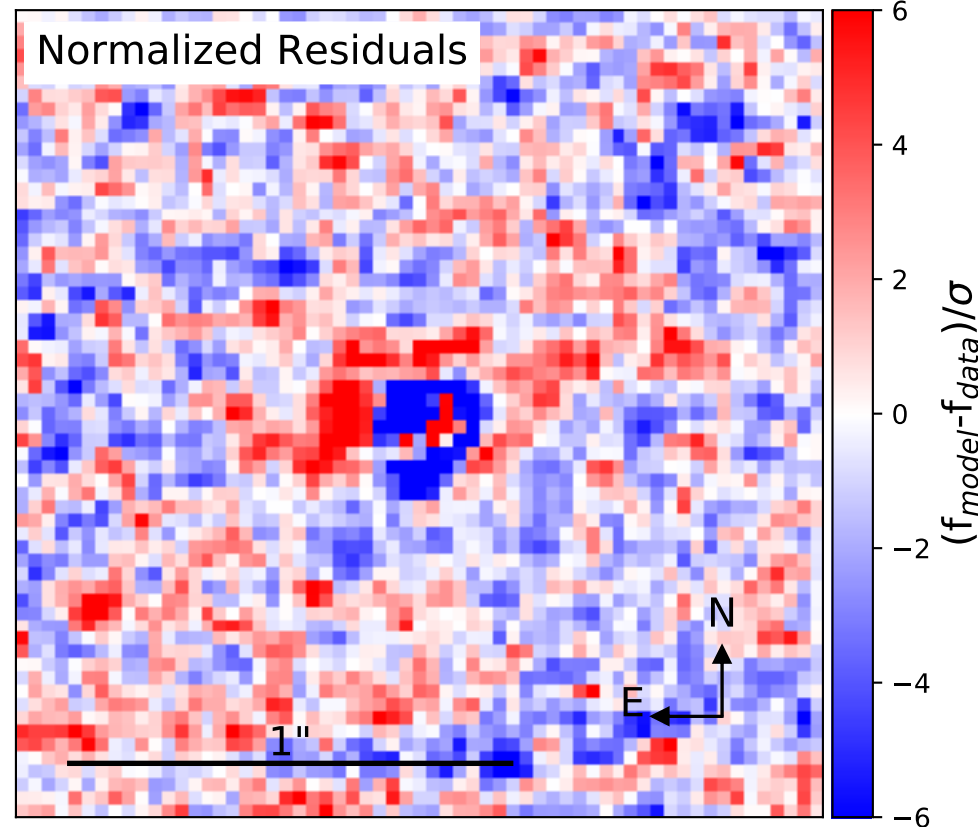 Normalized Residuals
6
4
2
0
−2
−4
−6
(f_model-f_data)/σ
N
E
1"